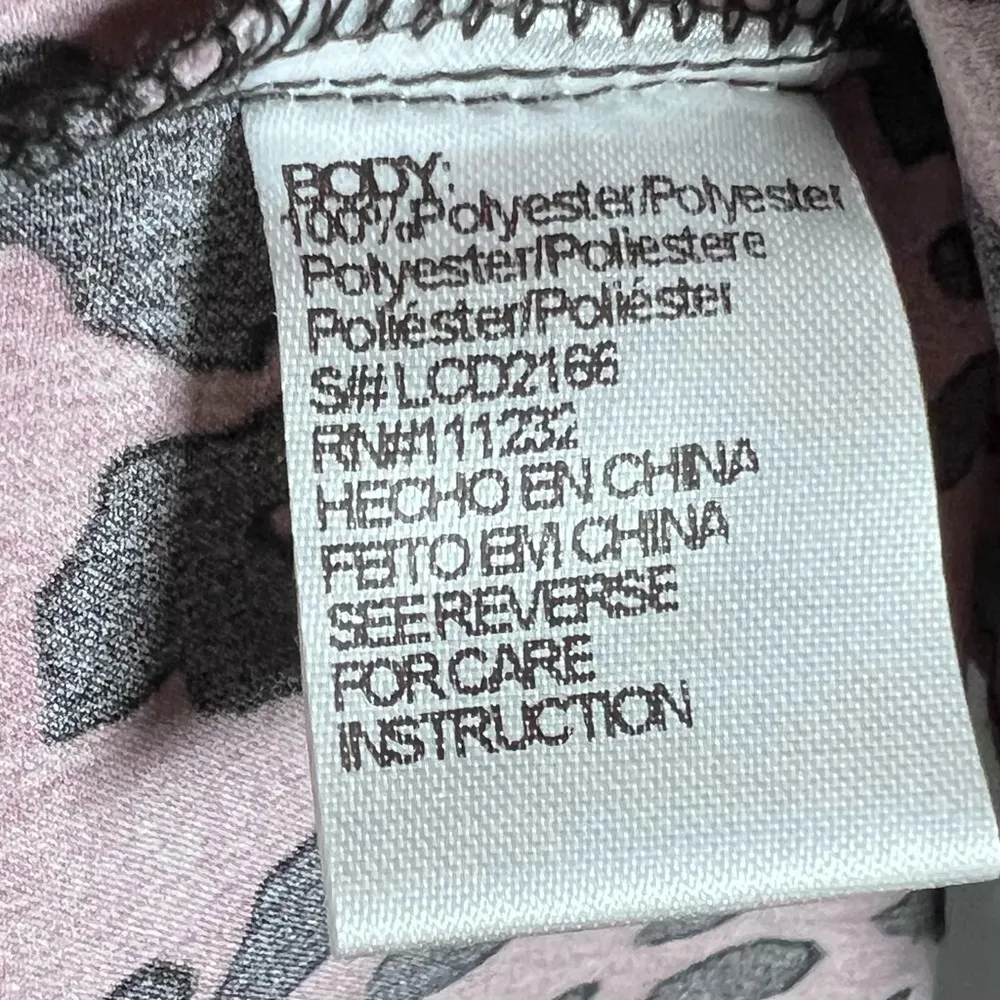 BODY:
100%Polyester/Polyester
Polyester/Poliestere
Poliéster/Poliéster
S/# LCD2166
RN#111232
HECHO EN CHINA
FEITO EM CHINA
SEE REVERSE
FOR CARE
INSTRUCTION